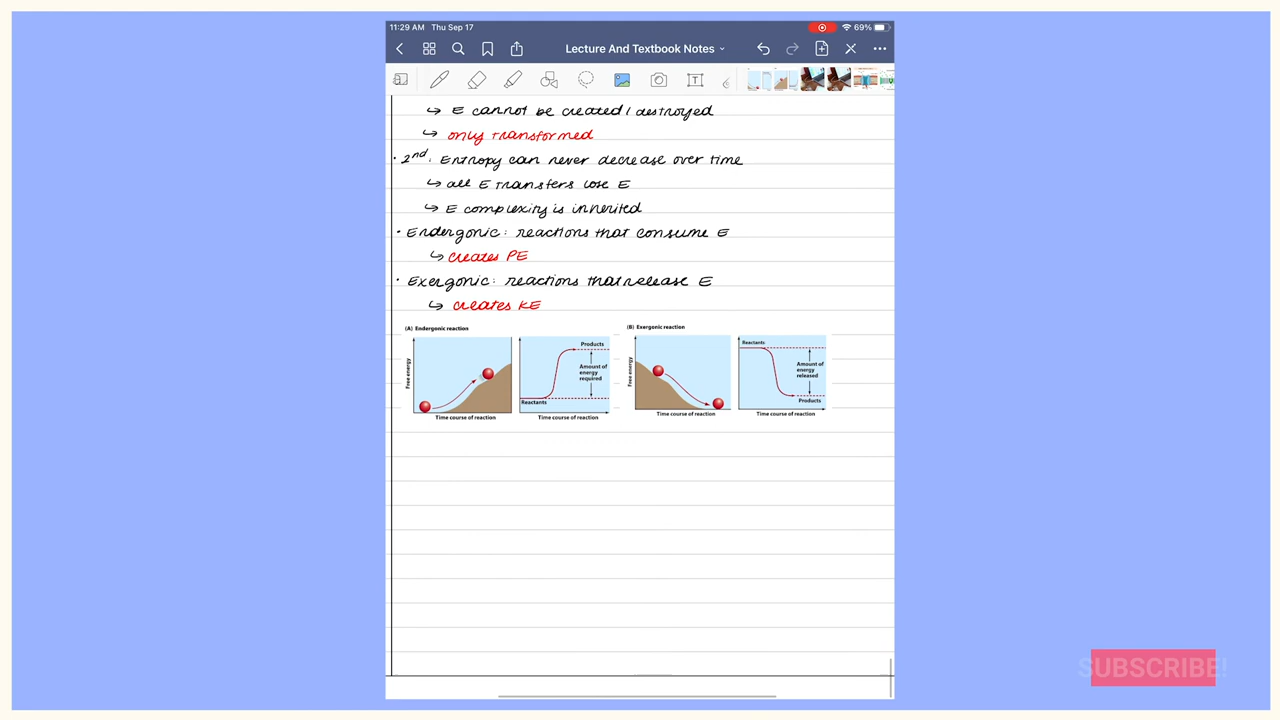 11:29 AM Thu Sep 17
69%
Lecture And Textbook Notes
↳ E cannot be created / destroyed
↳ only transformed
· 2nd: Entropy can never decrease over time
↳ all E transfers lose E
↳ E complexity is inherited
· Endergonic: reactions that consume E
↳ creates PE
· Exergonic: reactions that release E
↳ creates KE
(A) Endergonic reaction
Free energy
Time course of reaction
Products
Amount of
energy
required
Reactants
Time course of reaction
(B) Exergonic reaction
Free energy
Time course of reaction
Reactants
Amount of
energy
released
Products
Time course of reaction
SUBSCRIBE!